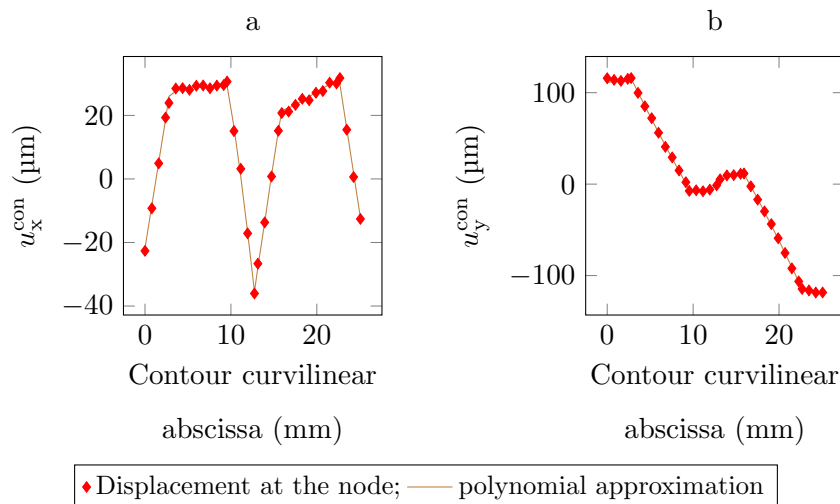 a
b
20
0
−20
−40
u_x^con (µm)
0 10 20
Contour curvilinear
abscissa (mm)
100
0
−100
u_y^con (µm)
0 10 20
Contour curvilinear
abscissa (mm)
Displacement at the node; polynomial approximation